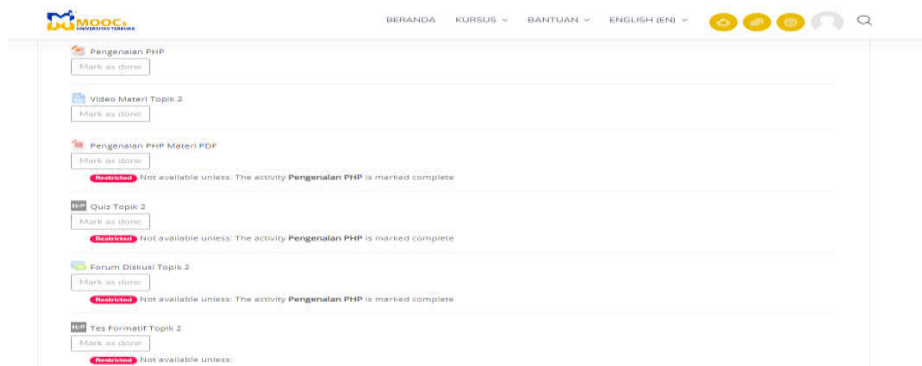 MOOCs
UNIVERSITAS TERBUKA
BERANDA KURSUS BANTUAN ENGLISH (EN)
Pengenalan PHP
Mark as done
Video Materi Topik 2
Mark as done
Pengenalan PHP Materi PDF
Mark as done
Restricted Not available unless: The activity Pengenalan PHP is marked complete
H-P Quiz Topik 2
Mark as done
Restricted Not available unless: The activity Pengenalan PHP is marked complete
Forum Diskusi Topik 2
Mark as done
Restricted Not available unless: The activity Pengenalan PHP is marked complete
H-P Tes Formatif Topik 2
Mark as done
Restricted Not available unless: